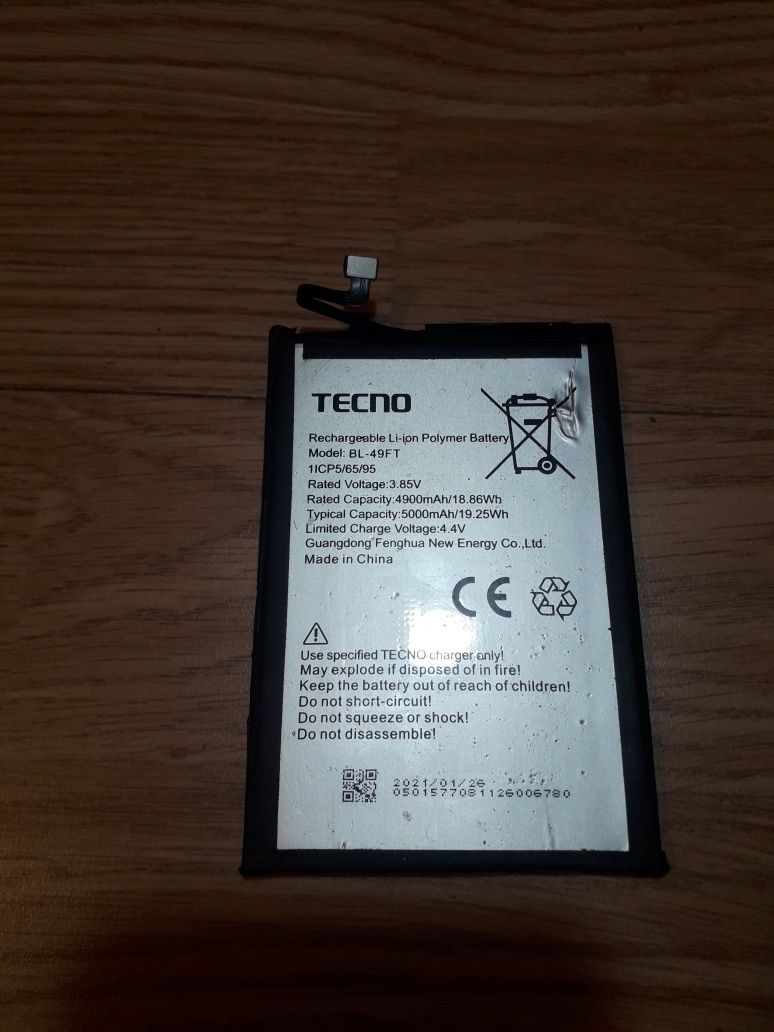 TECNO
Rechargeable Li-ion Polymer Battery
Model: BL-49FT
1ICP5/65/95
Rated Voltage:3.85V
Rated Capacity:4900mAh/18.86Wh
Typical Capacity:5000mAh/19.25Wh
Limited Charge Voltage:4.4V
Guangdong Fenghua New Energy Co.,Ltd.
Made in China
CE
Use specified TECNO charger only!
May explode if disposed of in fire!
Keep the battery out of reach of children!
Do not short-circuit!
Do not squeeze or shock!
Do not disassemble!
2021/01/26
0501577081126006780